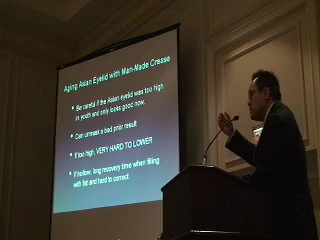 Aging Asian Eyelid with Man-Made Crease
Be careful if the Asian eyelid was too high
in youth and only looks good now.
Can unmask a bad prior result
If too high, VERY HARD TO LOWER
If hollow, long recovery time when filling
with fat and hard to correct